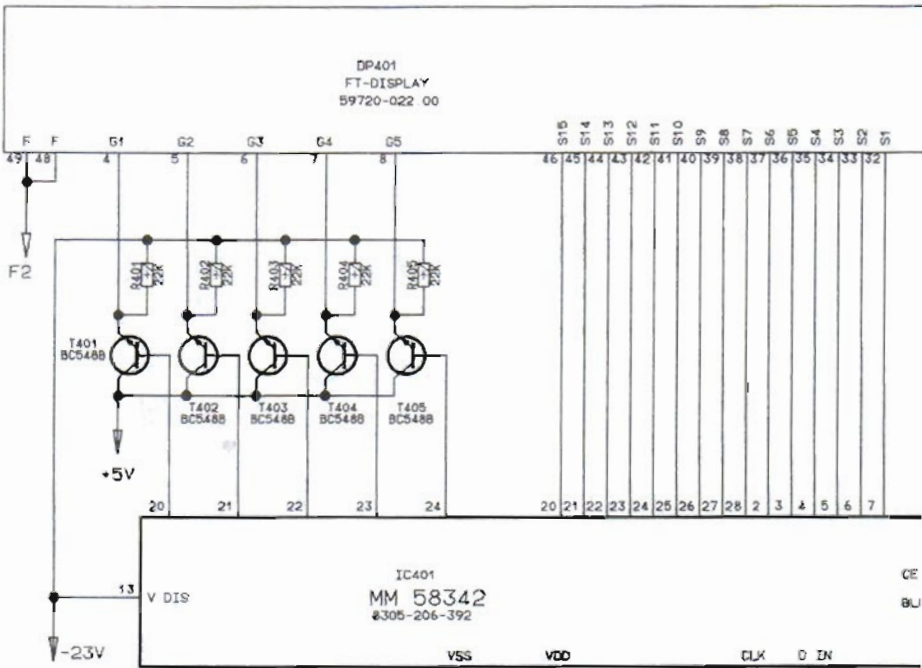 DP401
FT-DISPLAY
59720-022.00
F F G1 G2 G3 G4 G5 S15 S14 S13 S12 S11 S10 S9 S8 S7 S6 S5 S4 S3 S2 S1
49 48 4 5 6 7 8 46 45 44 43 42 41 40 39 38 37 36 35 34 33 32
F2
R401 22K R402 22K R403 22K R404 22K R405 22K
T401
BC548B
T402 T403 T404 T405
BC548B BC548B BC548B BC548B
+5V
20 21 22 23 24 20 21 22 23 24 25 26 27 28 2 3 4 5 6 7
13 V DIS
IC401
MM 58342
8305-206-392
CE
BL
-23V
VSS VDD CLK D IN